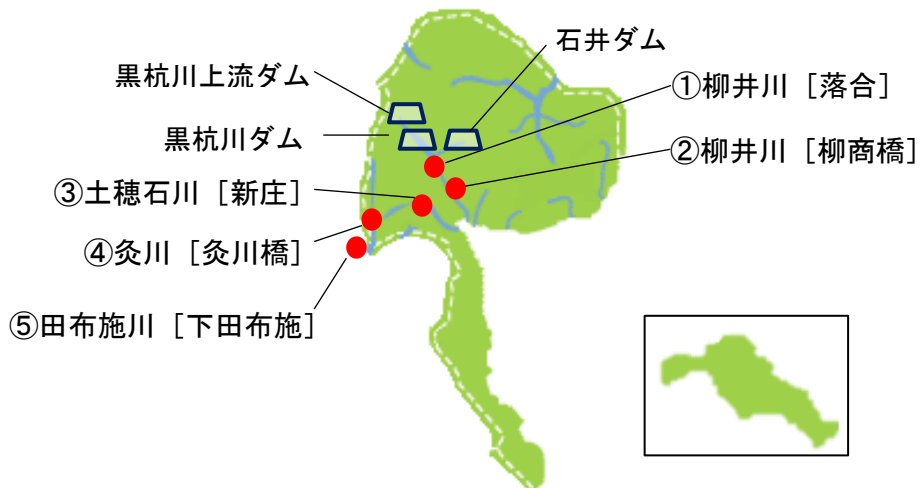 石井ダム
黒杭川上流ダム
①柳井川［落合］
黒杭川ダム
②柳井川［柳商橋］
③土穂石川［新庄］
④灸川［灸川橋］
⑤田布施川［下田布施］